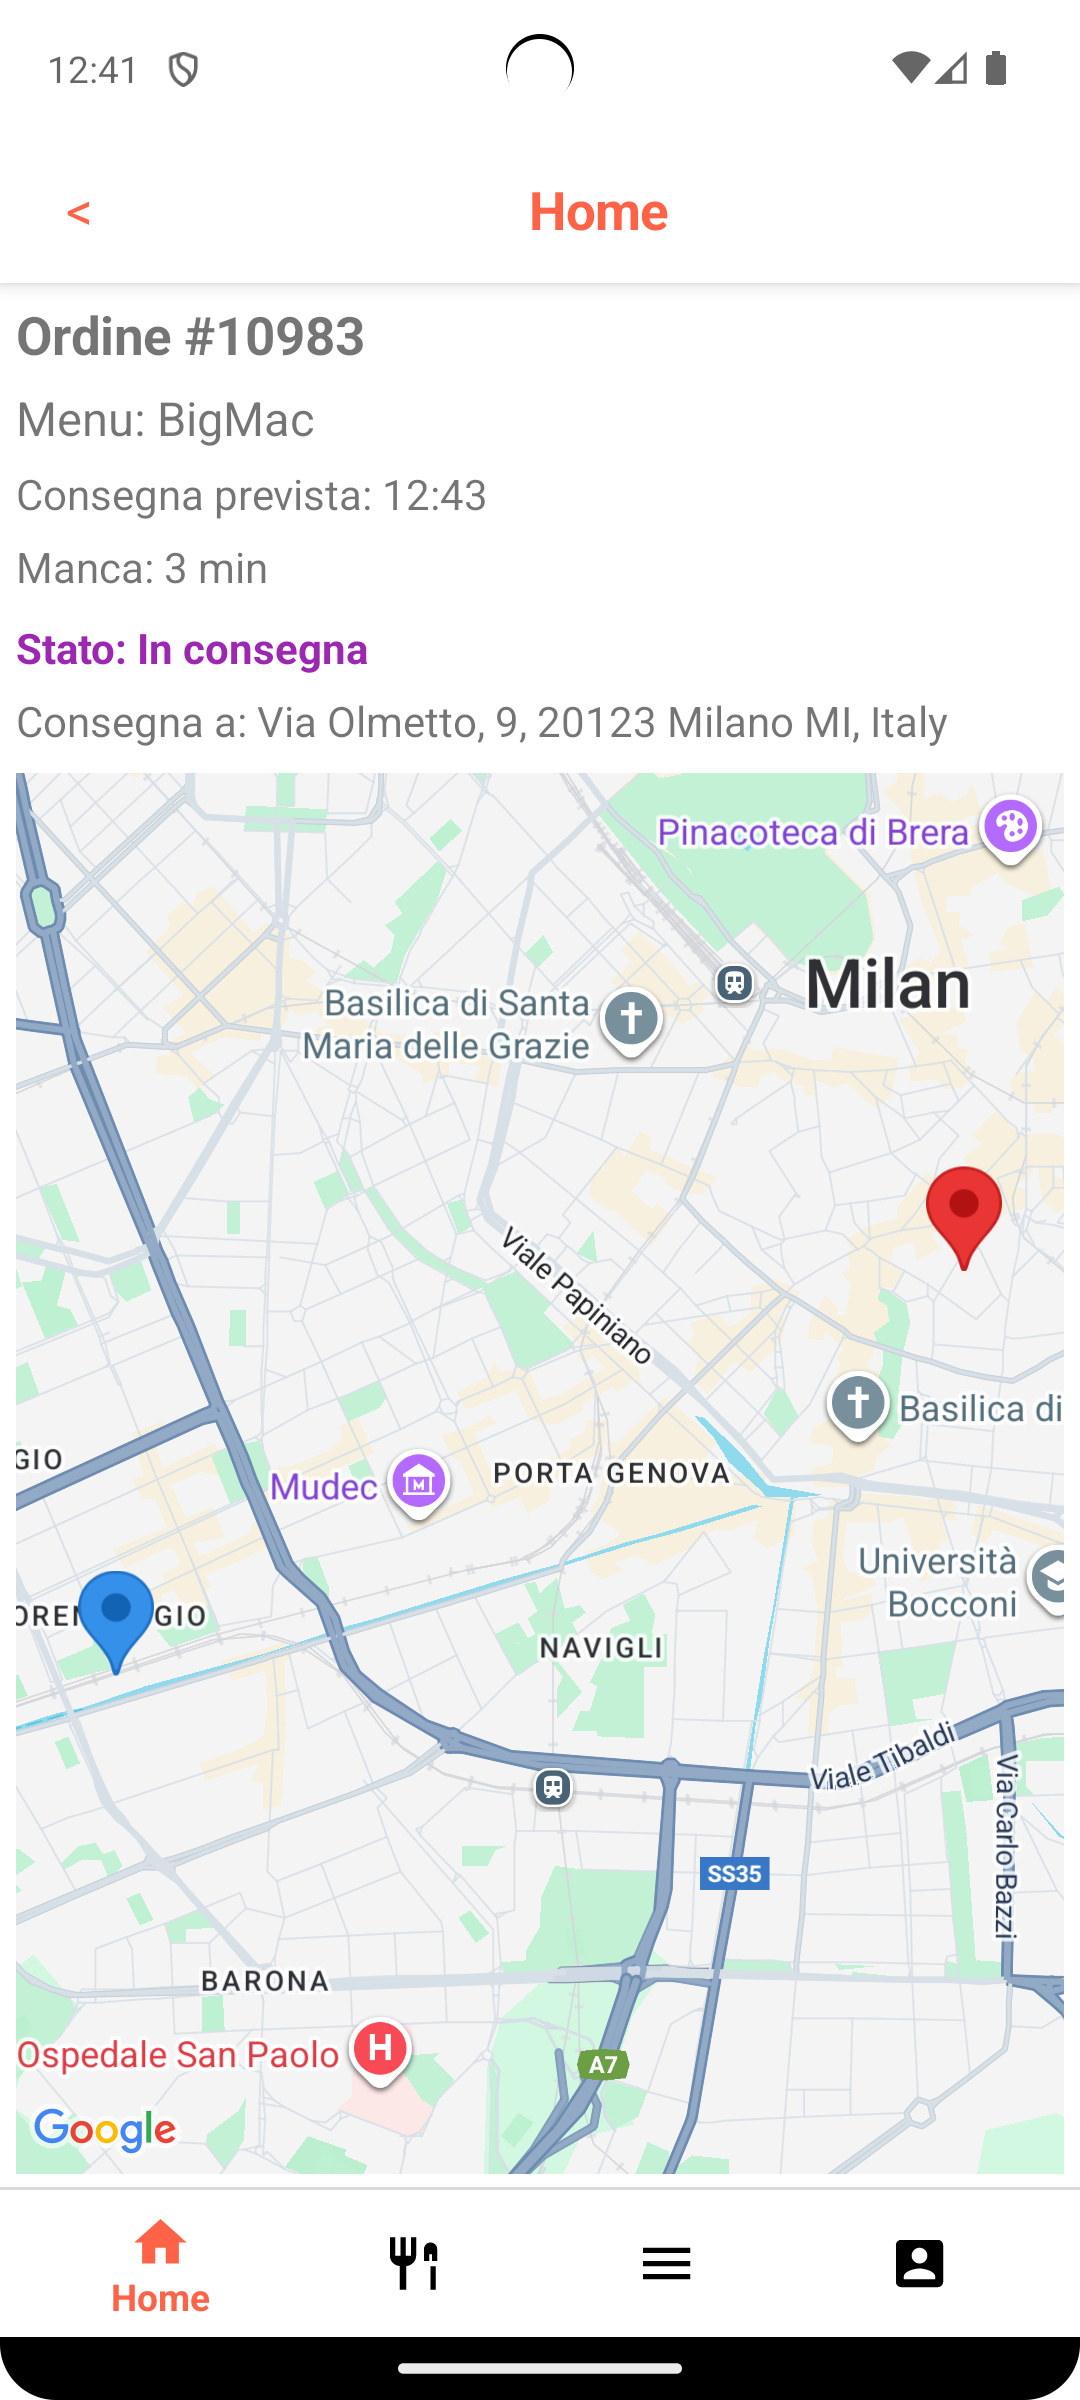 12:41
<
Home
Ordine #10983
Menu: BigMac
Consegna prevista: 12:43
Manca: 3 min
Stato: In consegna
Consegna a: Via Olmetto, 9, 20123 Milano MI, Italy
Pinacoteca di Brera
Milan
Basilica di Santa
Maria delle Grazie
Viale Papiniano
Basilica di
GIO
Mudec
M
PORTA GENOVA
Università
Bocconi
GIO
NAVIGLI
Viale Tibaldi
Via Carlo Bazzi
SS35
BARONA
Ospedale San Paolo
H
A7
Google
Home